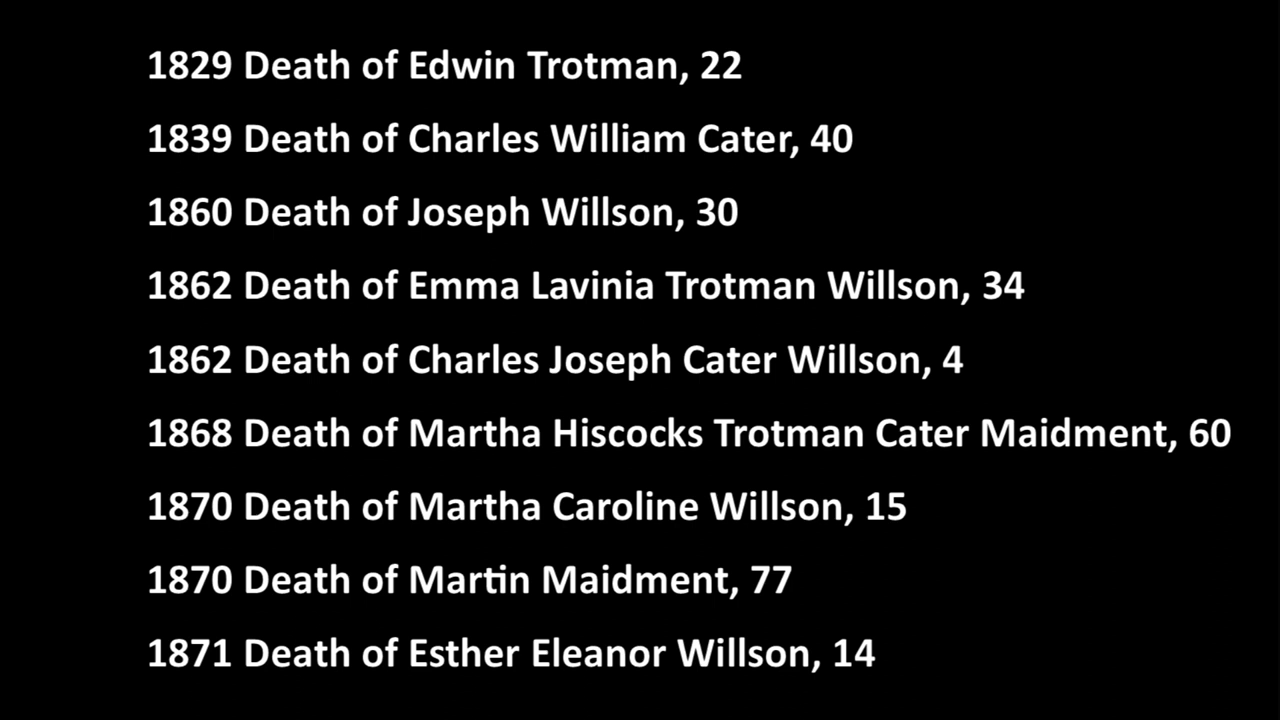 1829 Death of Edwin Trotman, 22
1839 Death of Charles William Cater, 40
1860 Death of Joseph Willson, 30
1862 Death of Emma Lavinia Trotman Willson, 34
1862 Death of Charles Joseph Cater Willson, 4
1868 Death of Martha Hiscocks Trotman Cater Maidment, 60
1870 Death of Martha Caroline Willson, 15
1870 Death of Martin Maidment, 77
1871 Death of Esther Eleanor Willson, 14